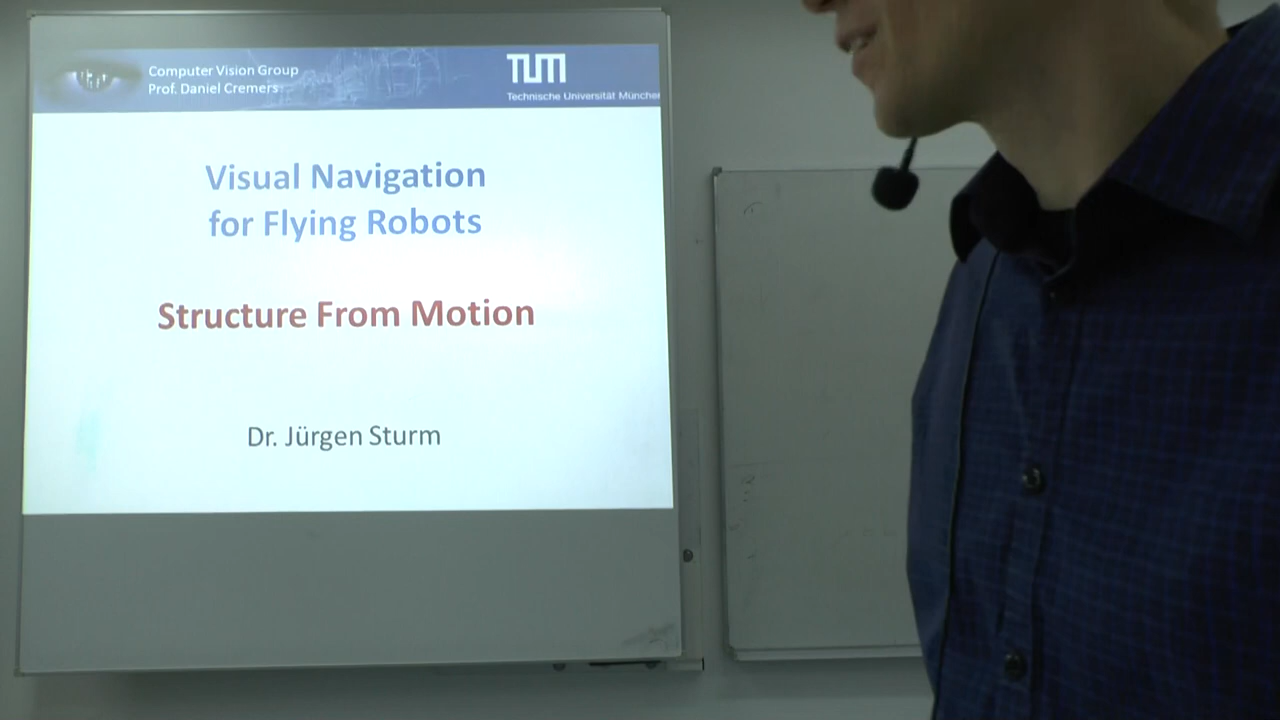 Computer Vision Group
Prof. Daniel Cremers
TUM
Technische Universität München
Visual Navigation
for Flying Robots
Structure From Motion
Dr. Jürgen Sturm